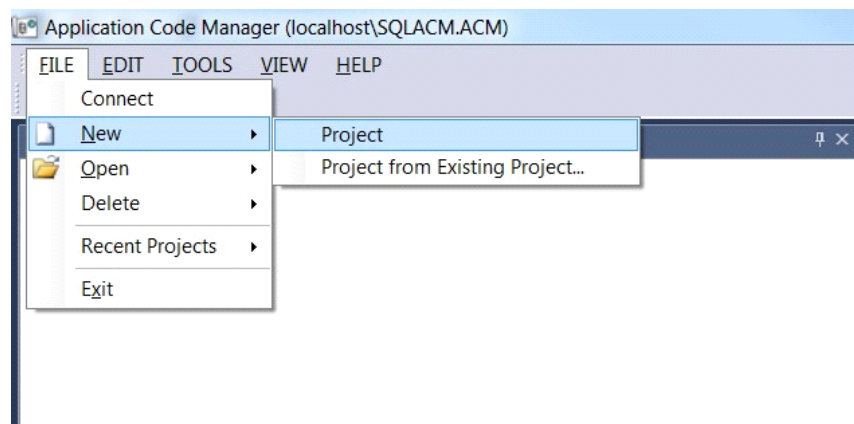 Application Code Manager (localhost\SQLACM.ACM)
FILE EDIT TOOLS VIEW HELP
Connect
New Project
Project from Existing Project...
Open
Delete
Recent Projects
Exit